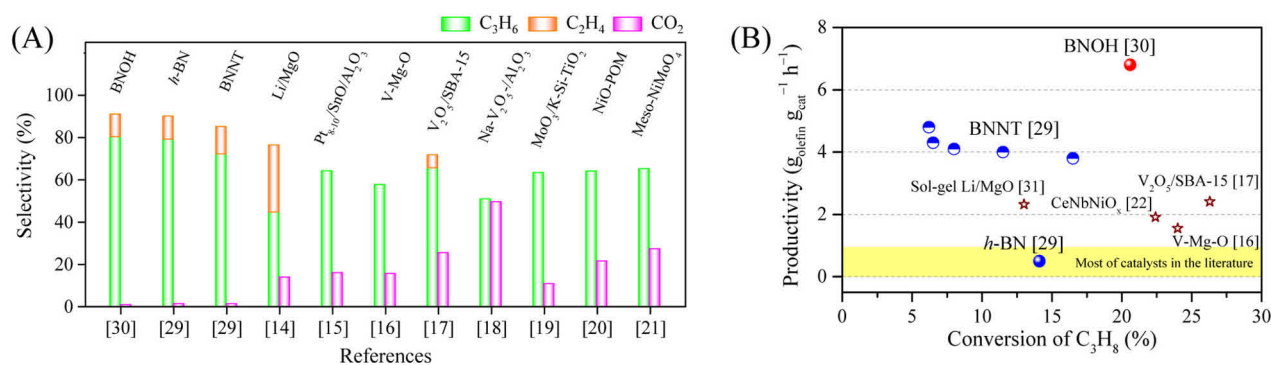 (A)
C₃H₆ C₂H₄ CO₂
BNOH
h-BN
BNNT
Li/MgO
Pt₈₋₁₀/SnO/Al₂O₃
V-Mg-O
V₂O₅/SBA-15
Na-V₂O₅-/Al₂O₃
MoO₃/K-Si-TiO₂
NiO-POM
Meso-NiMoO₄
Selectivity (%)
100
80
60
40
20
0
[30] [29] [29] [14] [15] [16] [17] [18] [19] [20] [21]
References
(B)
Productivity (g_olefin g_cat⁻¹ h⁻¹)
8
6
4
2
0
BNOH [30]
BNNT [29]
Sol-gel Li/MgO [31]
V₂O₅/SBA-15 [17]
CeNbNiOₓ [22]
h-BN [29]
V-Mg-O [16]
Most of catalysts in the literature
0 5 10 15 20 25 30
Conversion of C₃H₈ (%)